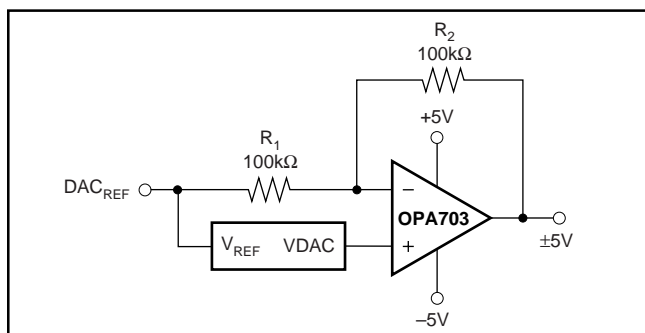 R2
100kΩ
+5V
R1
100kΩ
DACREF
−
OPA703
VREF VDAC
+
±5V
–5V